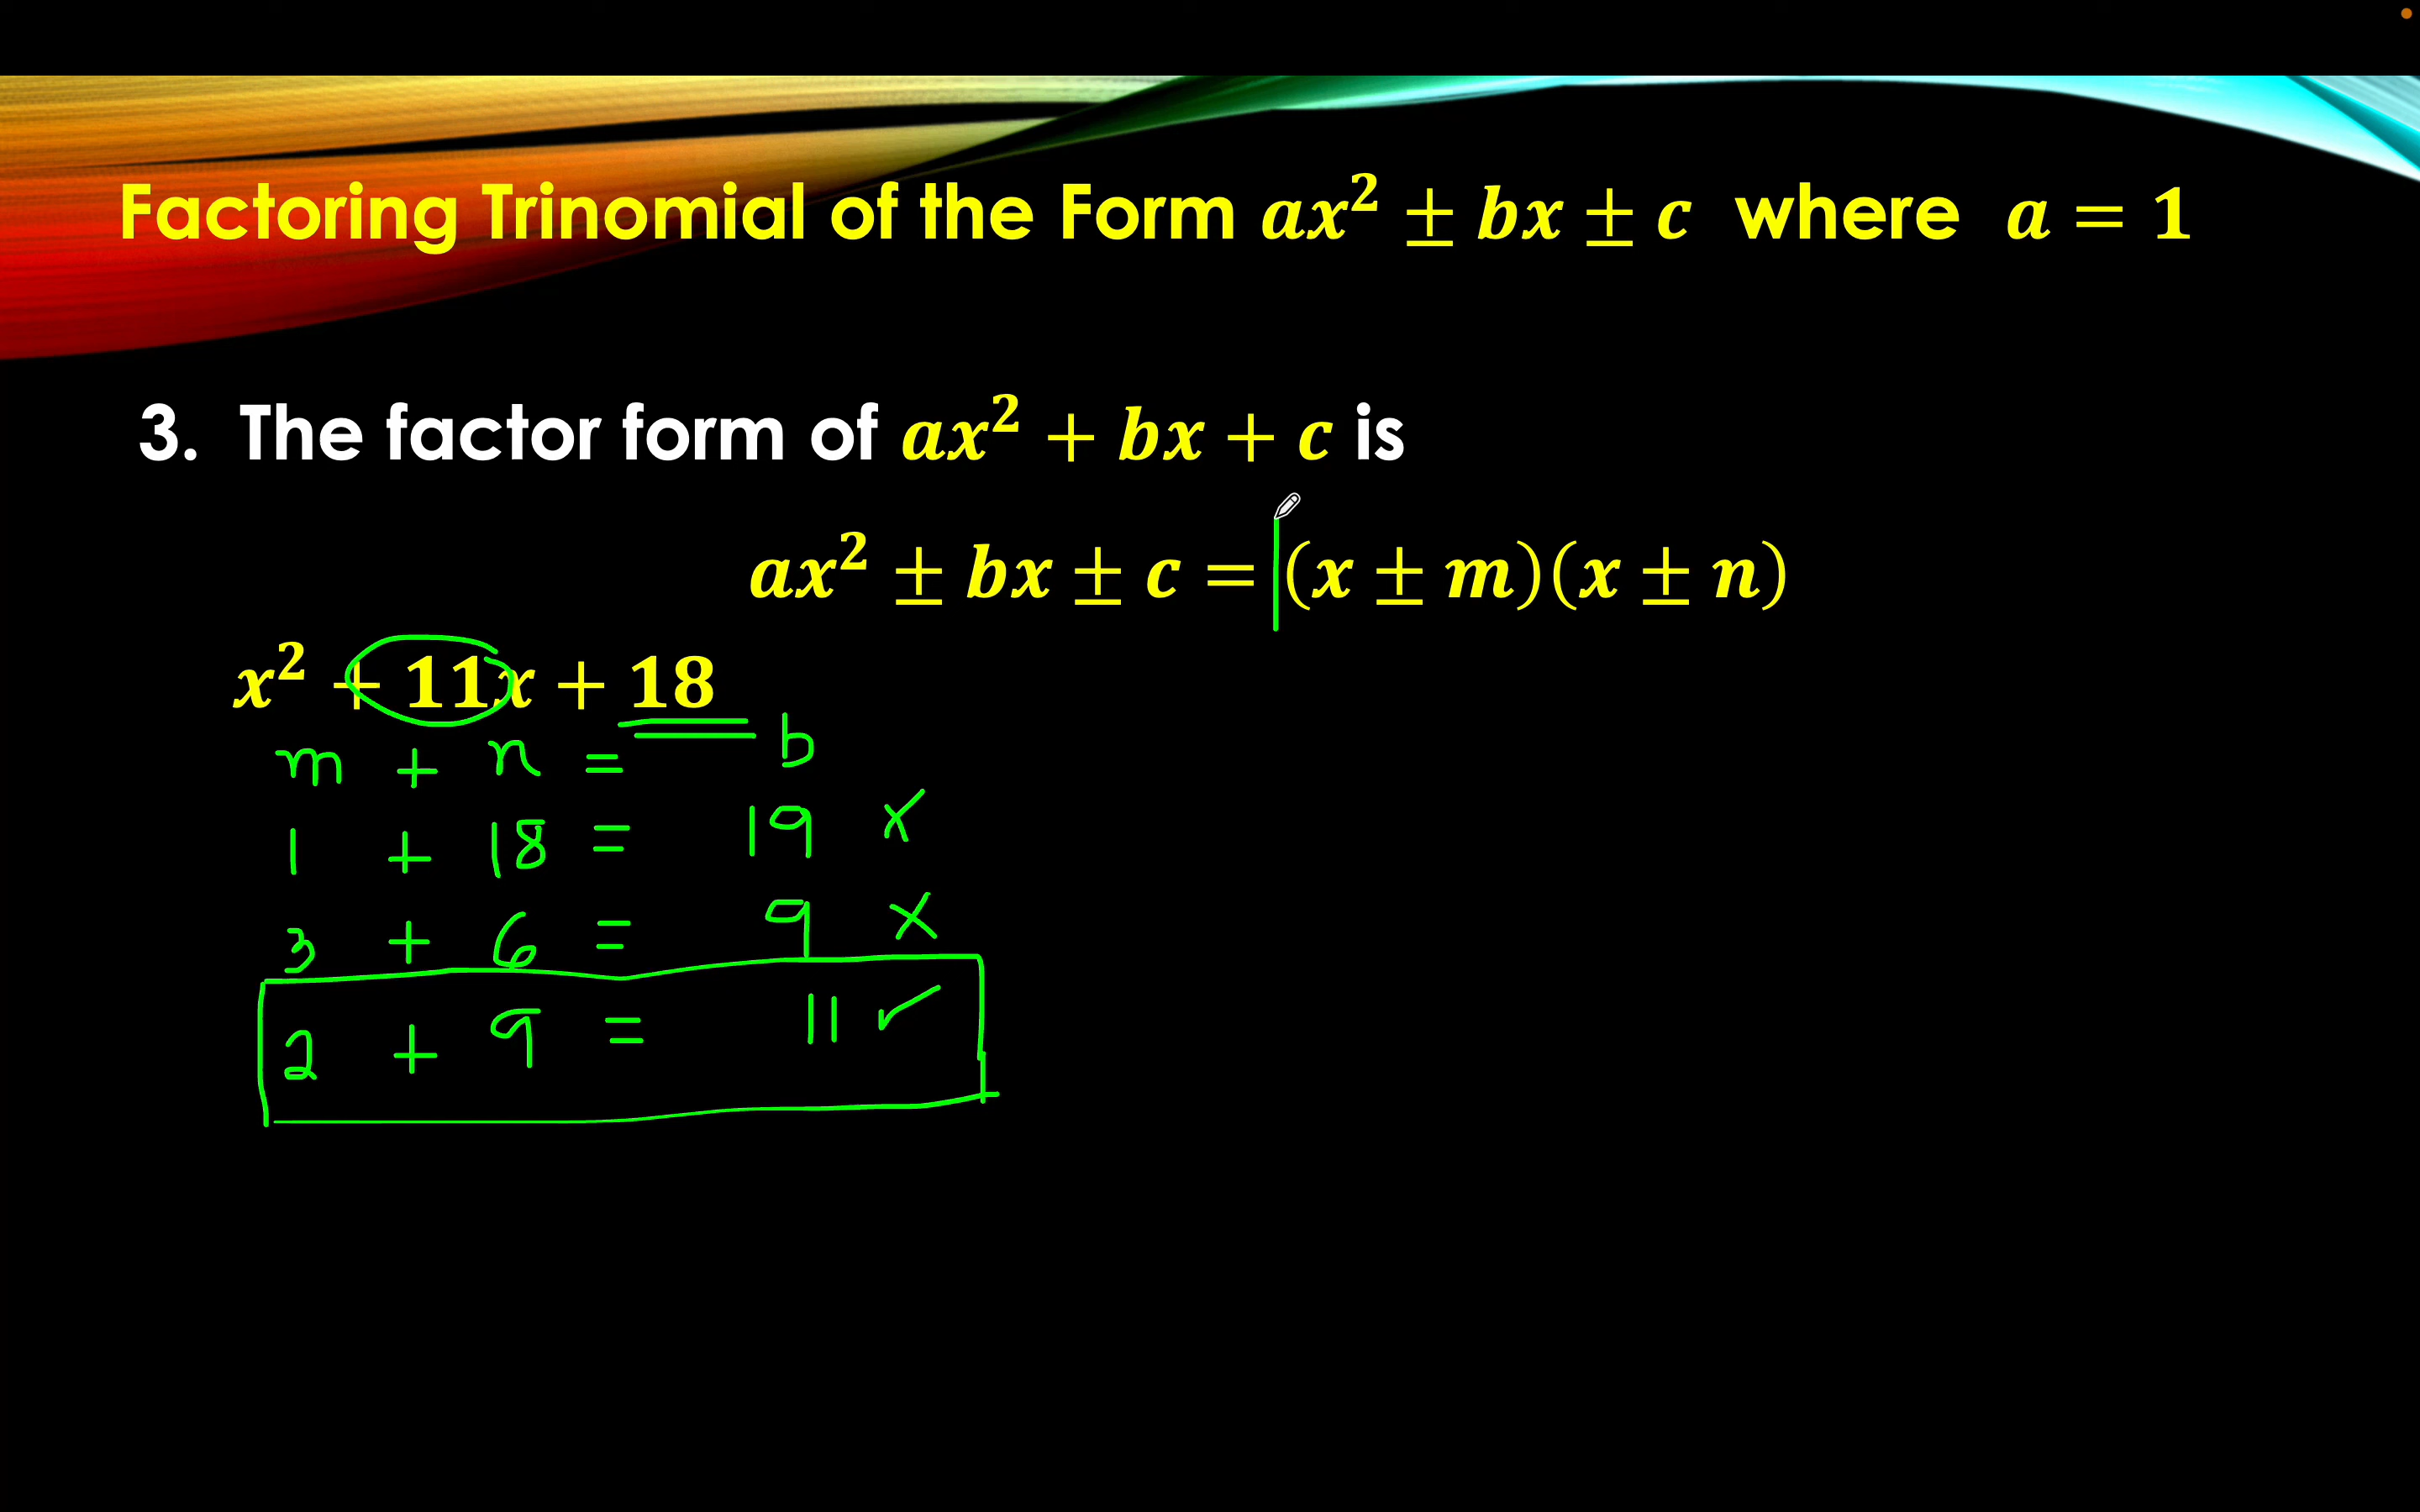 Factoring Trinomial of the Form ax² ± bx ± c where a = 1
3. The factor form of ax² + bx + c is
ax² ± bx ± c = (x ± m)(x ± n)
x² + 11x + 18
m + n = b
1 + 18 = 19 ×
3 + 6 = 9 ×
2 + 9 = 11 ✓